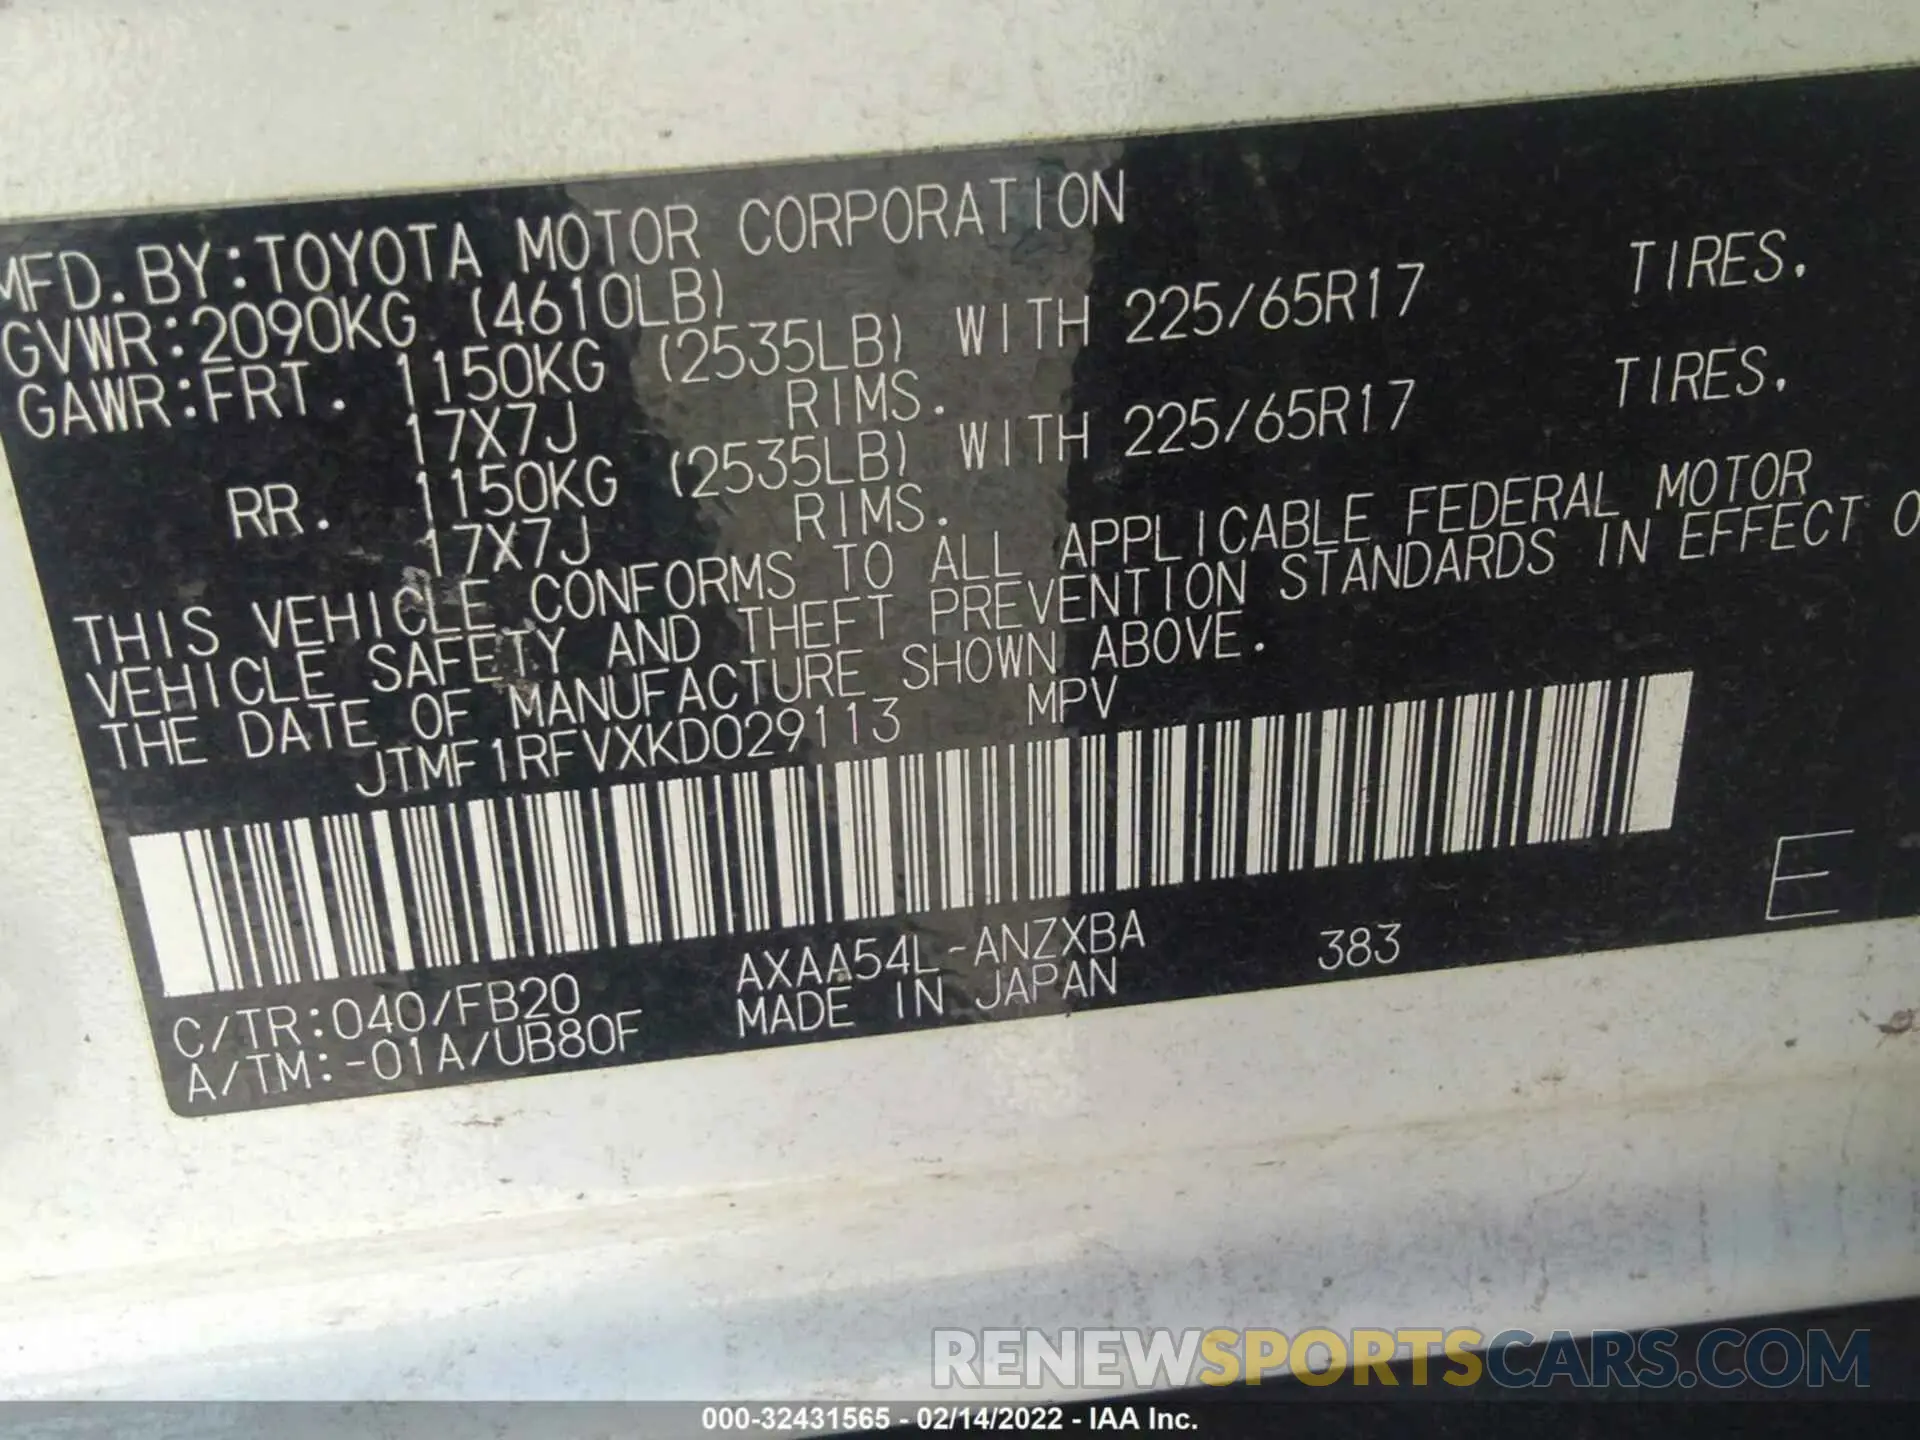 MFD.BY:TOYOTA MOTOR CORPORATION
GVWR:2090KG (4610LB)
GAWR:FRT. 1150KG (2535LB) WITH 225/65R17 TIRES.
17X7J RIMS.
RR. 1150KG (2535LB) WITH 225/65R17 TIRES.
17X7J RIMS.
THIS VEHICLE CONFORMS TO ALL APPLICABLE FEDERAL MOTOR
VEHICLE SAFETY AND THEFT PREVENTION STANDARDS IN EFFECT O
THE DATE OF MANUFACTURE SHOWN ABOVE.
JTMF1RFVXKD029113 MPV
E
C/TR:040/FB20 AXAA54L-ANZXBA 383
A/TM:-01A/UB80F MADE IN JAPAN
RENEWSPORTSCARS.COM
000-32431565 - 02/14/2022 - IAA Inc.